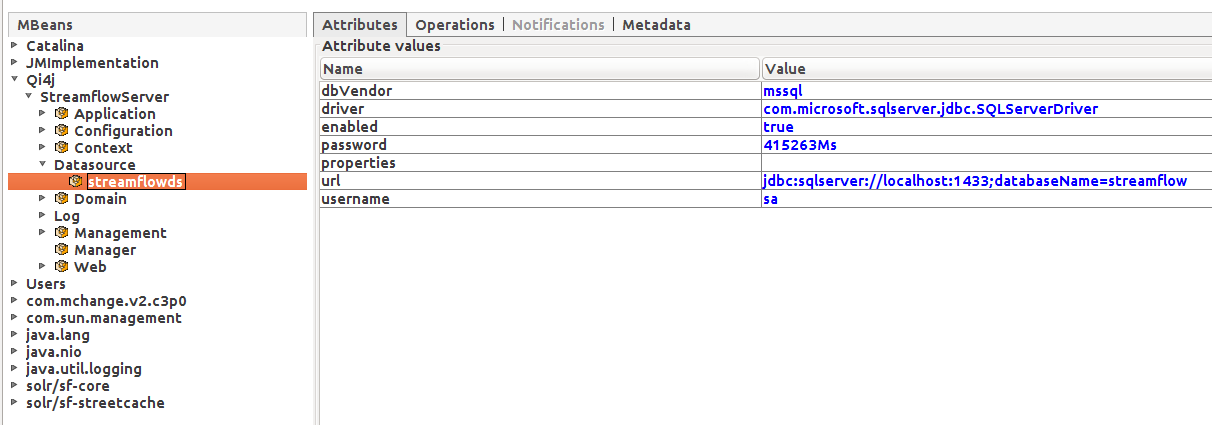 MBeans
Catalina
JMImplementation
Qi4j
StreamflowServer
Application
Configuration
Context
Datasource
streamflowds
Domain
Log
Management
Manager
Web
Users
com.mchange.v2.c3p0
com.sun.management
java.lang
java.nio
java.util.logging
solr/sf-core
solr/sf-streetcache
Attributes Operations Notifications Metadata
Attribute values
Name Value
dbVendor mssql
driver com.microsoft.sqlserver.jdbc.SQLServerDriver
enabled true
password 415263Ms
properties
url jdbc:sqlserver://localhost:1433;databaseName=streamflow
username sa